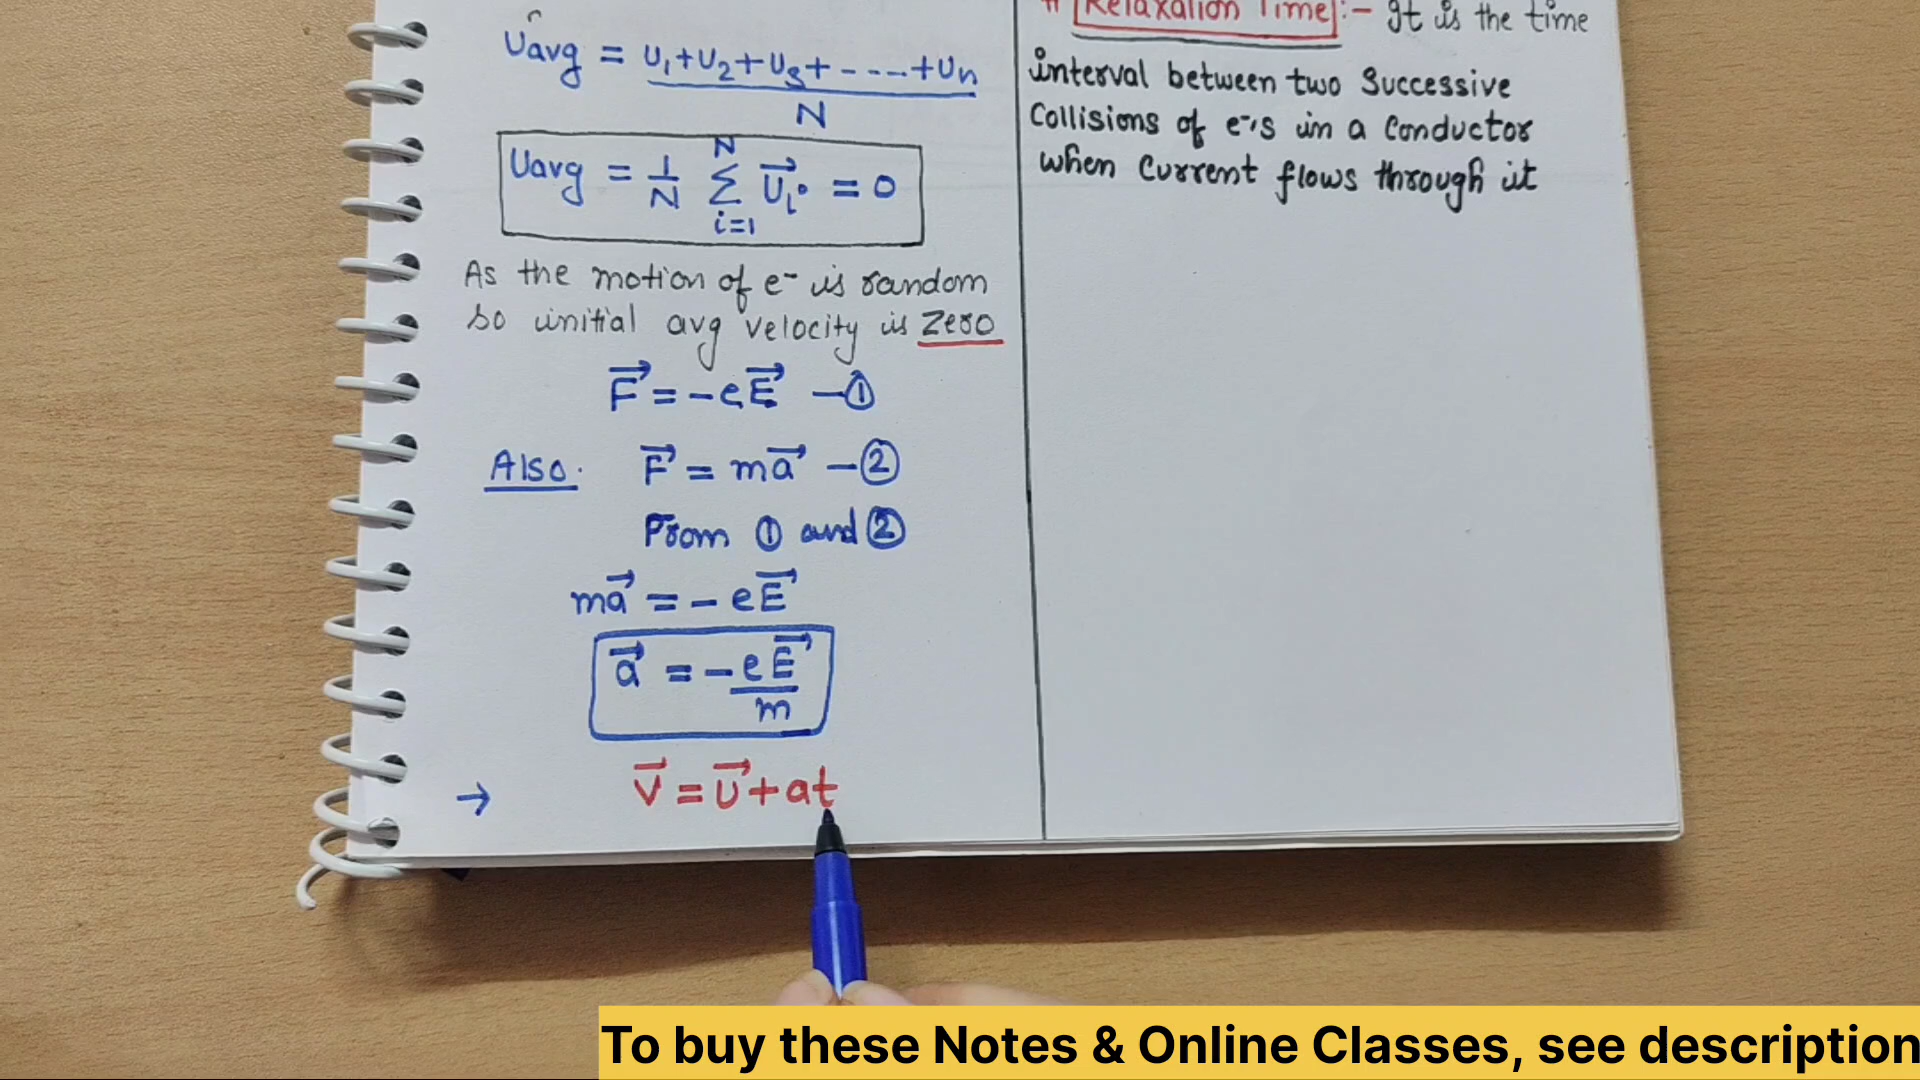 Uavg = U₁+U₂+U₃+----+Un
N
Uavg = 1/N N∑i=1 U⃗i = 0
As the motion of e⁻ is random
so initial avg velocity is Zero
F⃗ = -eE⃗ -①
Also. F⃗ = ma⃗ -②
From ① and ②
ma⃗ = -eE⃗
a⃗ = -eE⃗
m
→ V⃗ = U⃗+at
# Relaxation Time :- It is the time
interval between two Successive
Collisions of e⁻'s in a Conductor
when Current flows through it
To buy these Notes & Online Classes, see description